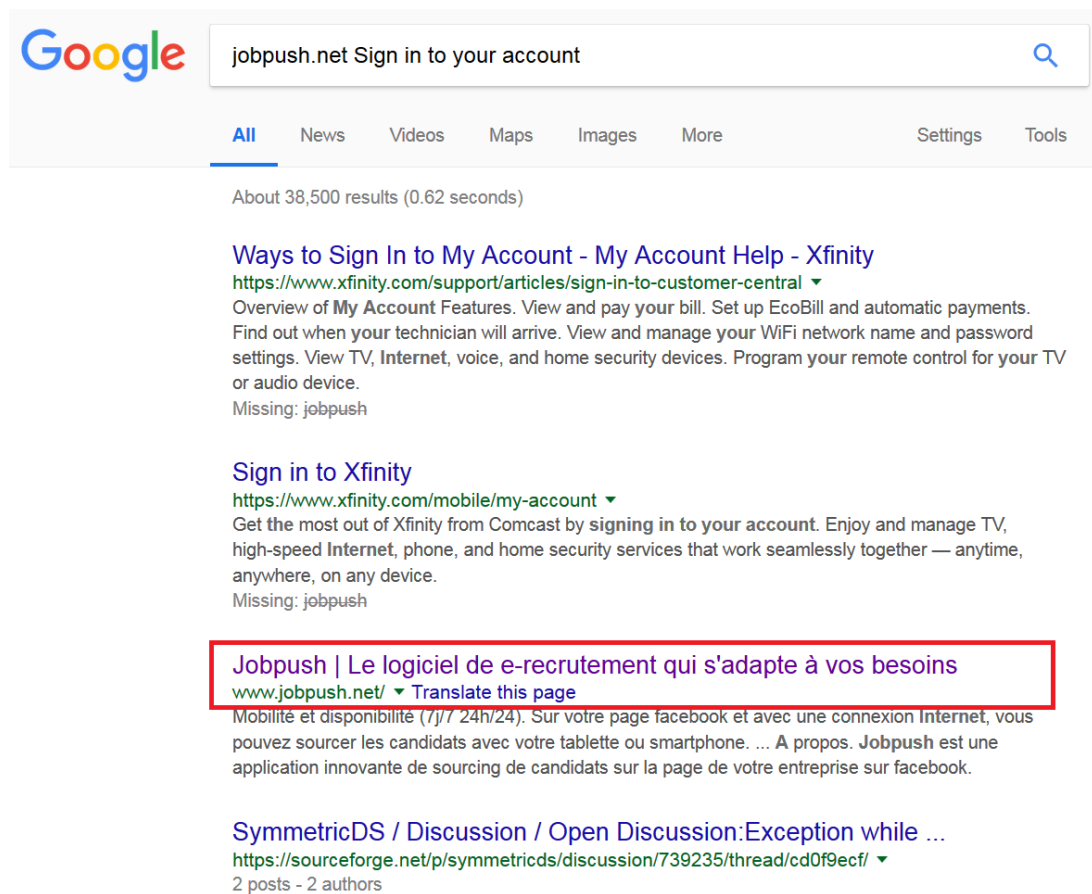 Google
jobpush.net Sign in to your account
All News Videos Maps Images More Settings Tools
About 38,500 results (0.62 seconds)
Ways to Sign In to My Account - My Account Help - Xfinity
https://www.xfinity.com/support/articles/sign-in-to-customer-central
Overview of My Account Features. View and pay your bill. Set up EcoBill and automatic payments.
Find out when your technician will arrive. View and manage your WiFi network name and password
settings. View TV, Internet, voice, and home security devices. Program your remote control for your TV
or audio device.
Missing: jobpush
Sign in to Xfinity
https://www.xfinity.com/mobile/my-account
Get the most out of Xfinity from Comcast by signing in to your account. Enjoy and manage TV,
high-speed Internet, phone, and home security services that work seamlessly together — anytime,
anywhere, on any device.
Missing: jobpush
Jobpush | Le logiciel de e-recrutement qui s'adapte à vos besoins
www.jobpush.net/ Translate this page
Mobilité et disponibilité (7j/7 24h/24). Sur votre page facebook et avec une connexion Internet, vous
pouvez sourcer les candidats avec votre tablette ou smartphone. ... A propos. Jobpush est une
application innovante de sourcing de candidats sur la page de votre entreprise sur facebook.
SymmetricDS / Discussion / Open Discussion:Exception while ...
https://sourceforge.net/p/symmetricds/discussion/739235/thread/cd0f9ecf/
2 posts - 2 authors